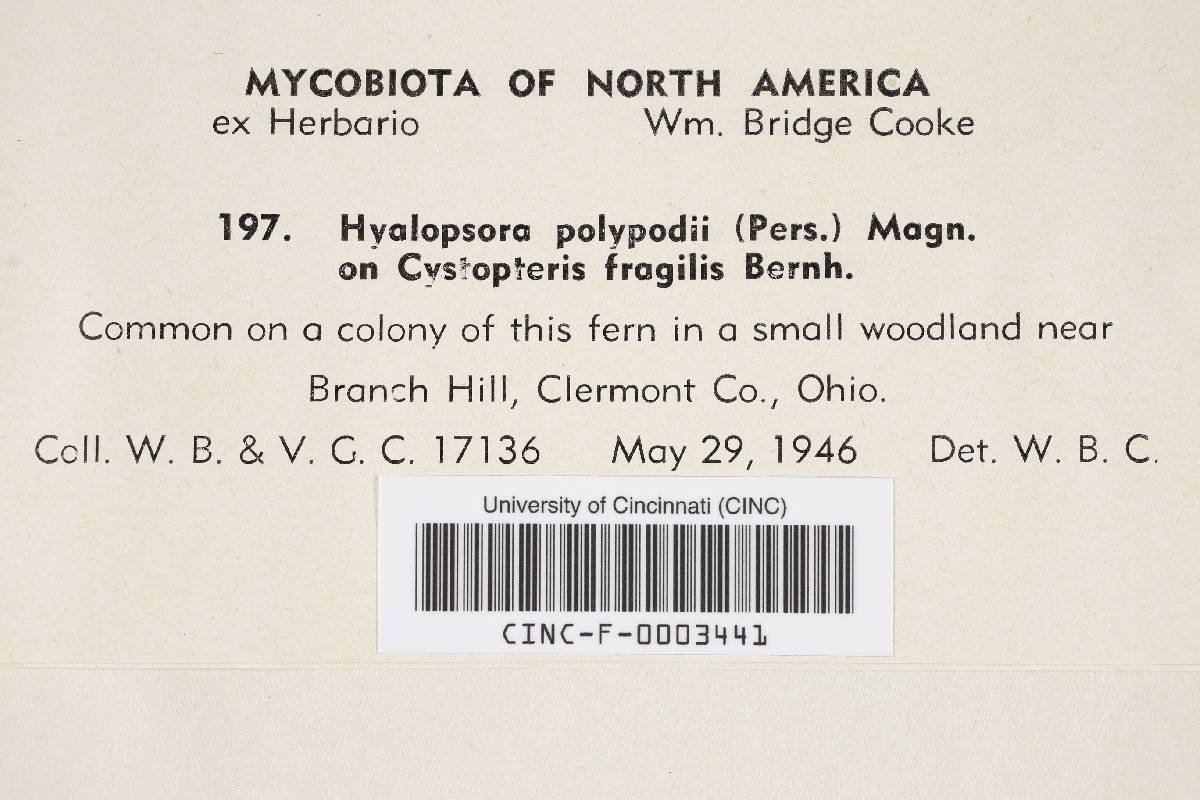 MYCOBIOTA OF NORTH AMERICA
ex Herbario Wm. Bridge Cooke
197. Hyalopsora polypodii (Pers.) Magn.
on Cystopteris fragilis Bernh.
Common on a colony of this fern in a small woodland near
Branch Hill, Clermont Co., Ohio.
Coll. W. B. & V. G. C. 17136 May 29, 1946 Det. W. B. C.
University of Cincinnati (CINC)
CINC-F-0003441